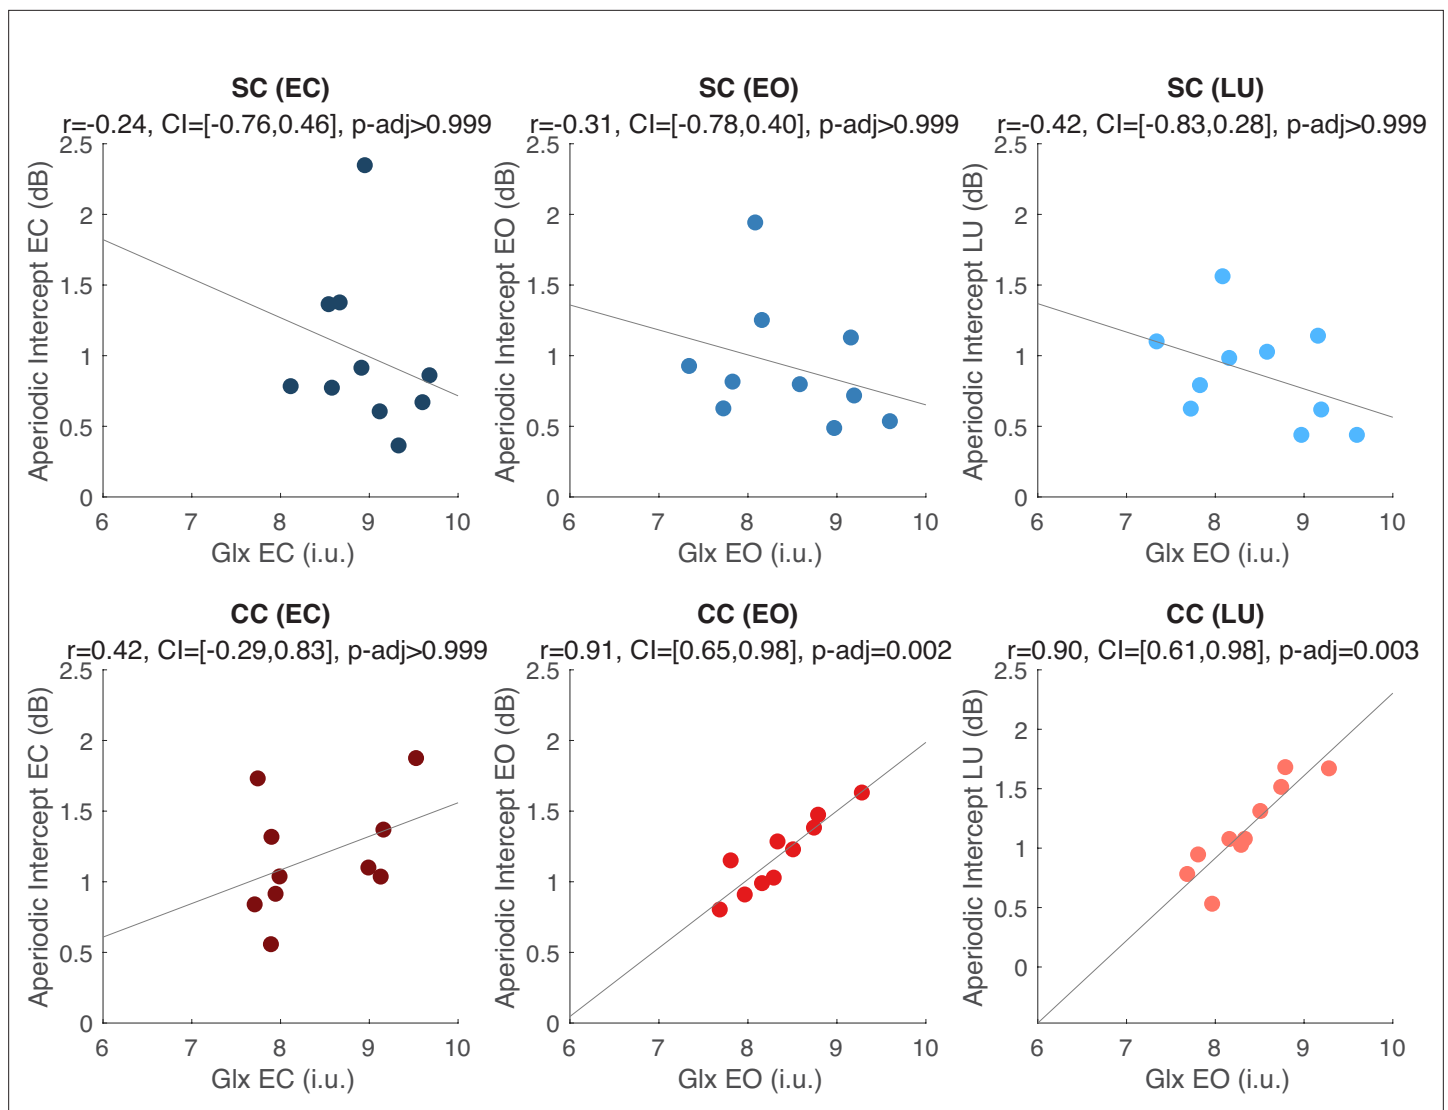 SC (EC)
r=-0.24, CI=[-0.76,0.46], p-adj>0.999
Aperiodic Intercept EC (dB)
2.5
2
1.5
1
0.5
0
6 7 8 9 10
Glx EC (i.u.)
SC (EO)
r=-0.31, CI=[-0.78,0.40], p-adj>0.999
Aperiodic Intercept EO (dB)
2.5
2
1.5
1
0.5
0
6 7 8 9 10
Glx EO (i.u.)
SC (LU)
r=-0.42, CI=[-0.83,0.28], p-adj>0.999
Aperiodic Intercept LU (dB)
2.5
2
1.5
1
0.5
0
6 7 8 9 10
Glx EO (i.u.)
CC (EC)
r=0.42, CI=[-0.29,0.83], p-adj>0.999
Aperiodic Intercept EC (dB)
2.5
2
1.5
1
0.5
0
6 7 8 9 10
Glx EC (i.u.)
CC (EO)
r=0.91, CI=[0.65,0.98], p-adj=0.002
Aperiodic Intercept EO (dB)
2.5
2
1.5
1
0.5
0
6 7 8 9 10
Glx EO (i.u.)
CC (LU)
r=0.90, CI=[0.61,0.98], p-adj=0.003
Aperiodic Intercept LU (dB)
2.5
2
1.5
1
0.5
0
6 7 8 9 10
Glx EO (i.u.)